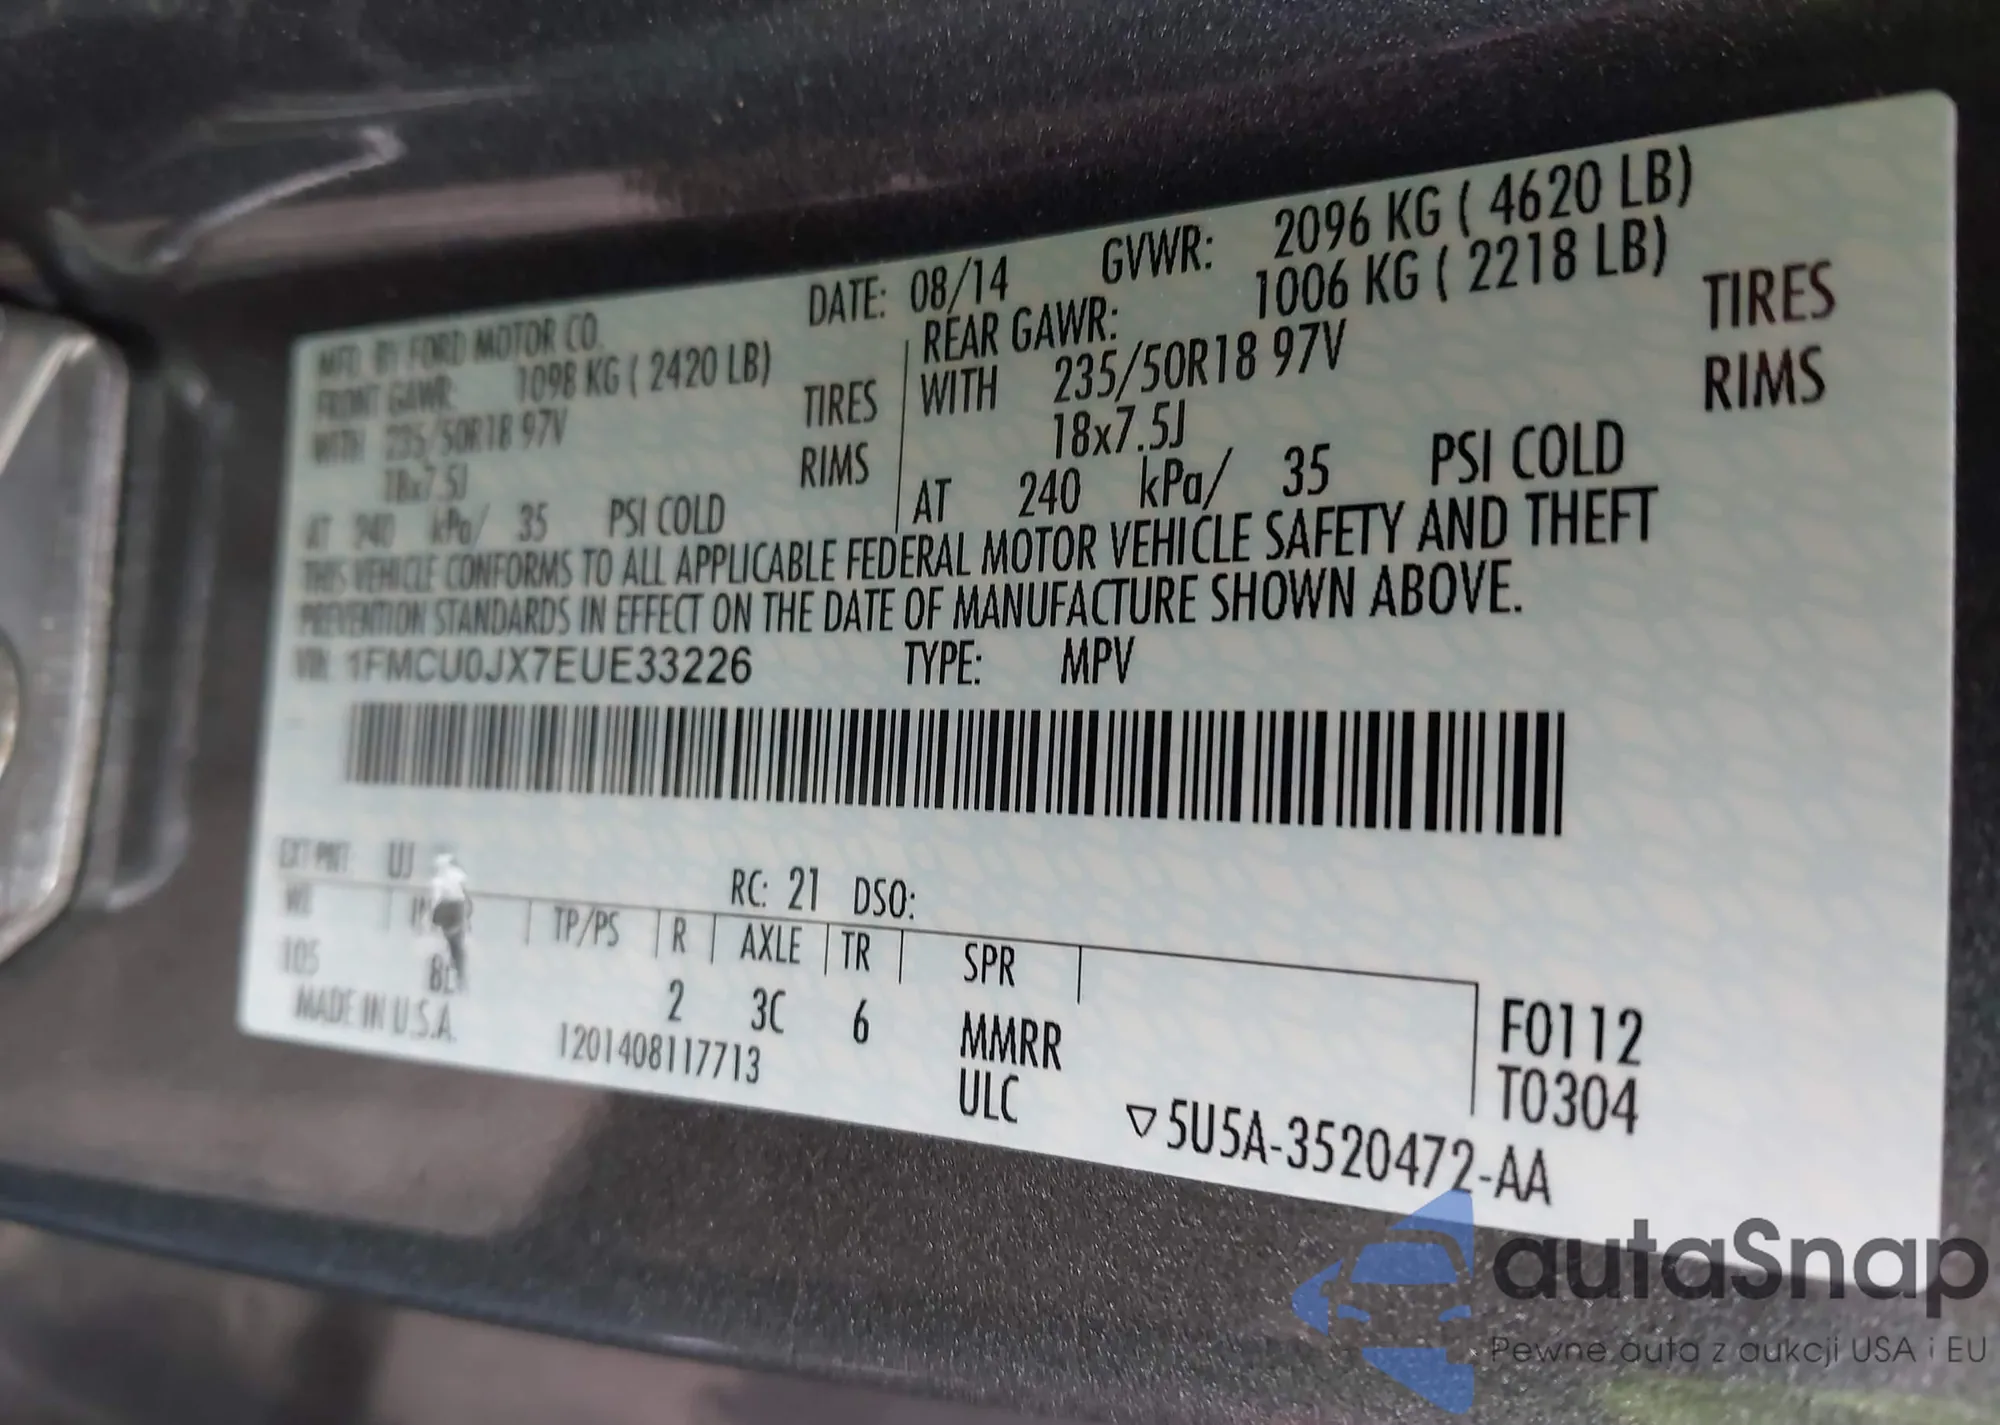 MFD. BY FORD MOTOR CO. DATE: 08/14 GVWR: 2096 KG ( 4620 LB)
FRONT GAWR: 1098 KG ( 2420 LB) REAR GAWR: 1006 KG ( 2218 LB)
WITH 235/50R18 97V TIRES WITH 235/50R18 97V TIRES
18x7.5J RIMS 18x7.5J RIMS
AT 240 kPa/ 35 PSI COLD AT 240 kPa/ 35 PSI COLD
THIS VEHICLE CONFORMS TO ALL APPLICABLE FEDERAL MOTOR VEHICLE SAFETY AND THEFT
PREVENTION STANDARDS IN EFFECT ON THE DATE OF MANUFACTURE SHOWN ABOVE.
VIN: 1FMCU0JX7EUE33226 TYPE: MPV
EXT PNT: UJ RC: 21 DSO:
WB TP/PS R AXLE TR SPR
105 2 3C 6 MMRR F0112
MADE IN U.S.A. 1201408117713 ULC T0304
▽5U5A-3520472-AA
autaSnap
Pewne auta z aukcji USA i EU